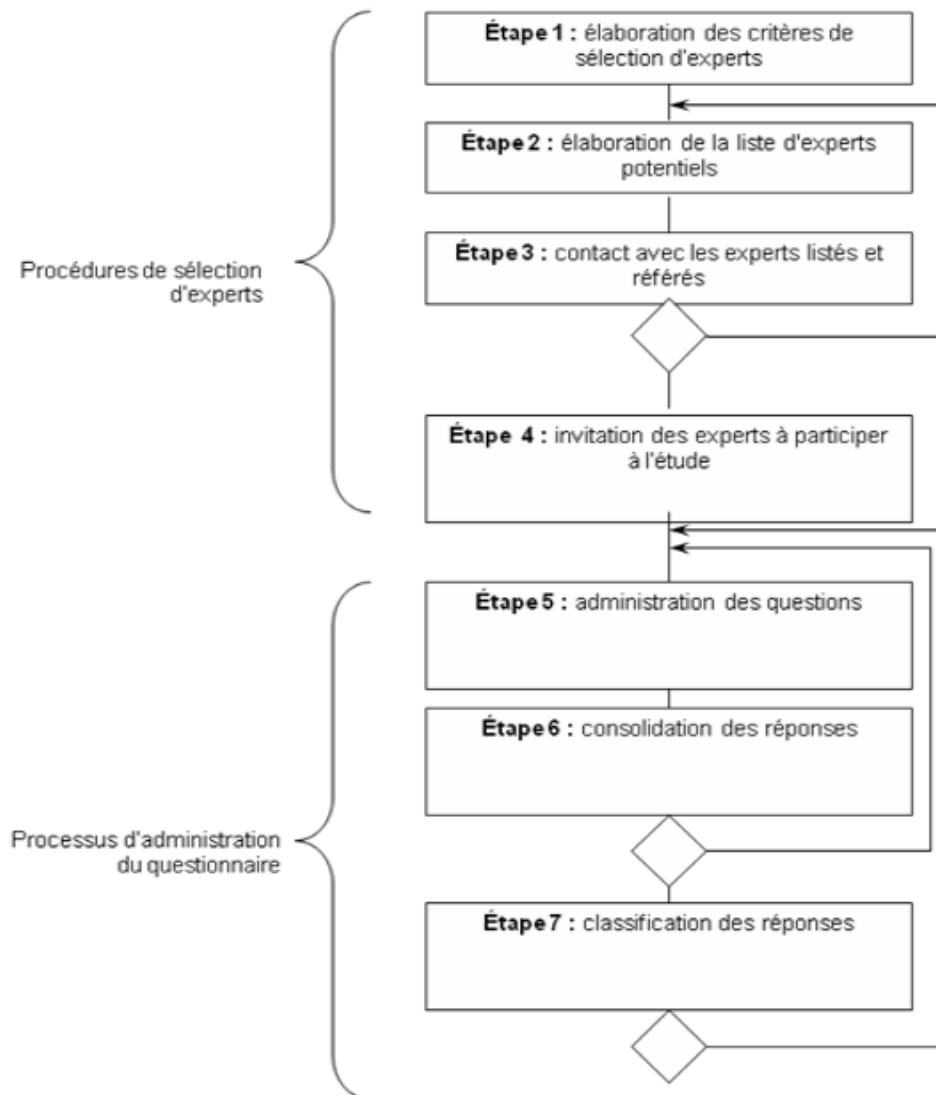 Étape 1 : élaboration des critères de
sélection d'experts
Étape 2 : élaboration de la liste d'experts
potentiels
Étape 3 : contact avec les experts listés et
référés
Procédures de sélection
d'experts
Étape 4 : invitation des experts à participer
à l'étude
Étape 5 : administration des questions
Étape 6 : consolidation des réponses
Processus d'administration
du questionnaire
Étape 7 : classification des réponses